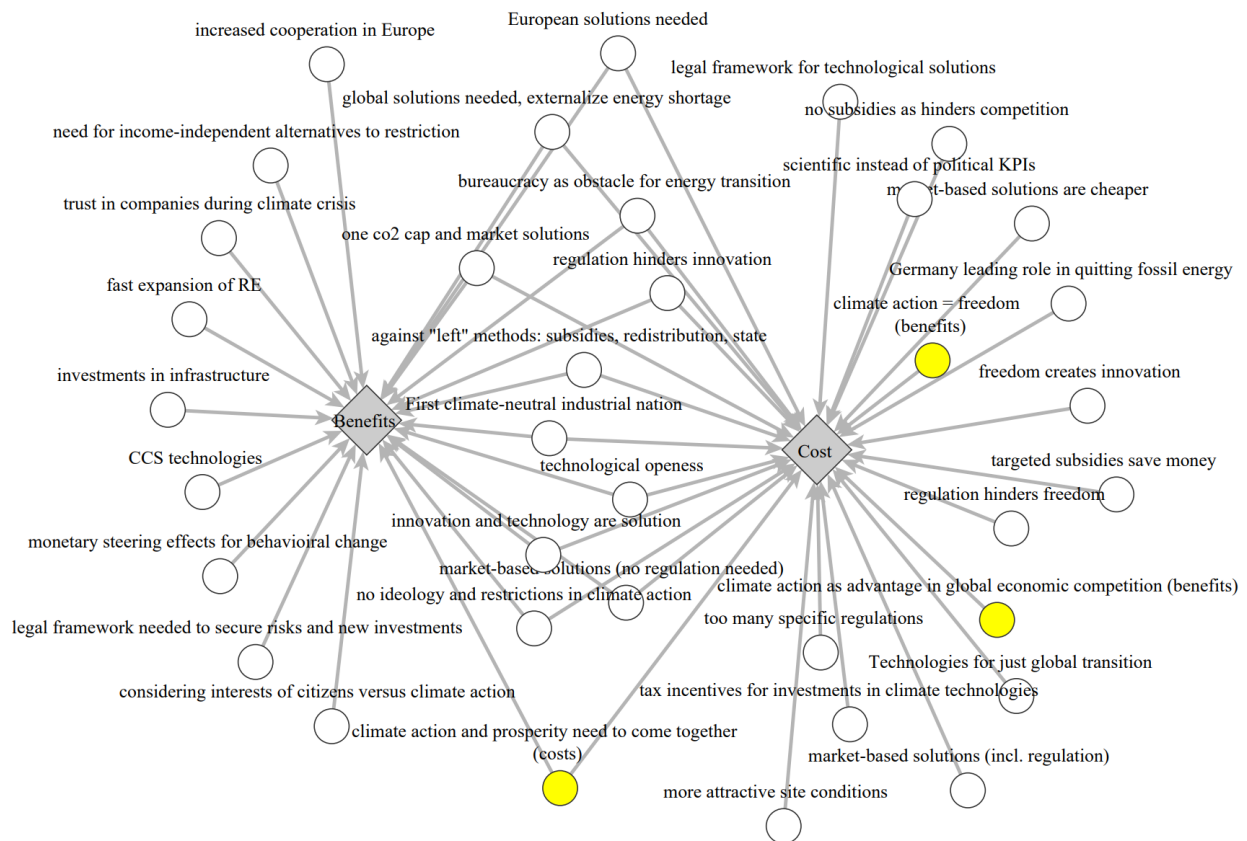 European solutions needed
increased cooperation in Europe
legal framework for technological solutions
global solutions needed, externalize energy shortage
no subsidies as hinders competition
need for income-independent alternatives to restriction
scientific instead of political KPIs
bureaucracy as obstacle for energy transition
market-based solutions are cheaper
trust in companies during climate crisis
one co2 cap and market solutions
regulation hinders innovation
Germany leading role in quitting fossil energy
fast expansion of RE
climate action = freedom
(benefits)
against "left" methods: subsidies, redistribution, state
investments in infrastructure
freedom creates innovation
First climate-neutral industrial nation
Benefits
Cost
CCS technologies
technological openess
targeted subsidies save money
regulation hinders freedom
innovation and technology are solution
monetary steering effects for behavioiral change
market-based solutions (no regulation needed)
climate action as advantage in global economic competition (benefits)
no ideology and restrictions in climate action
too many specific regulations
legal framework needed to secure risks and new investments
Technologies for just global transition
considering interests of citizens versus climate action
tax incentives for investments in climate technologies
climate action and prosperity need to come together
(costs)
market-based solutions (incl. regulation)
more attractive site conditions